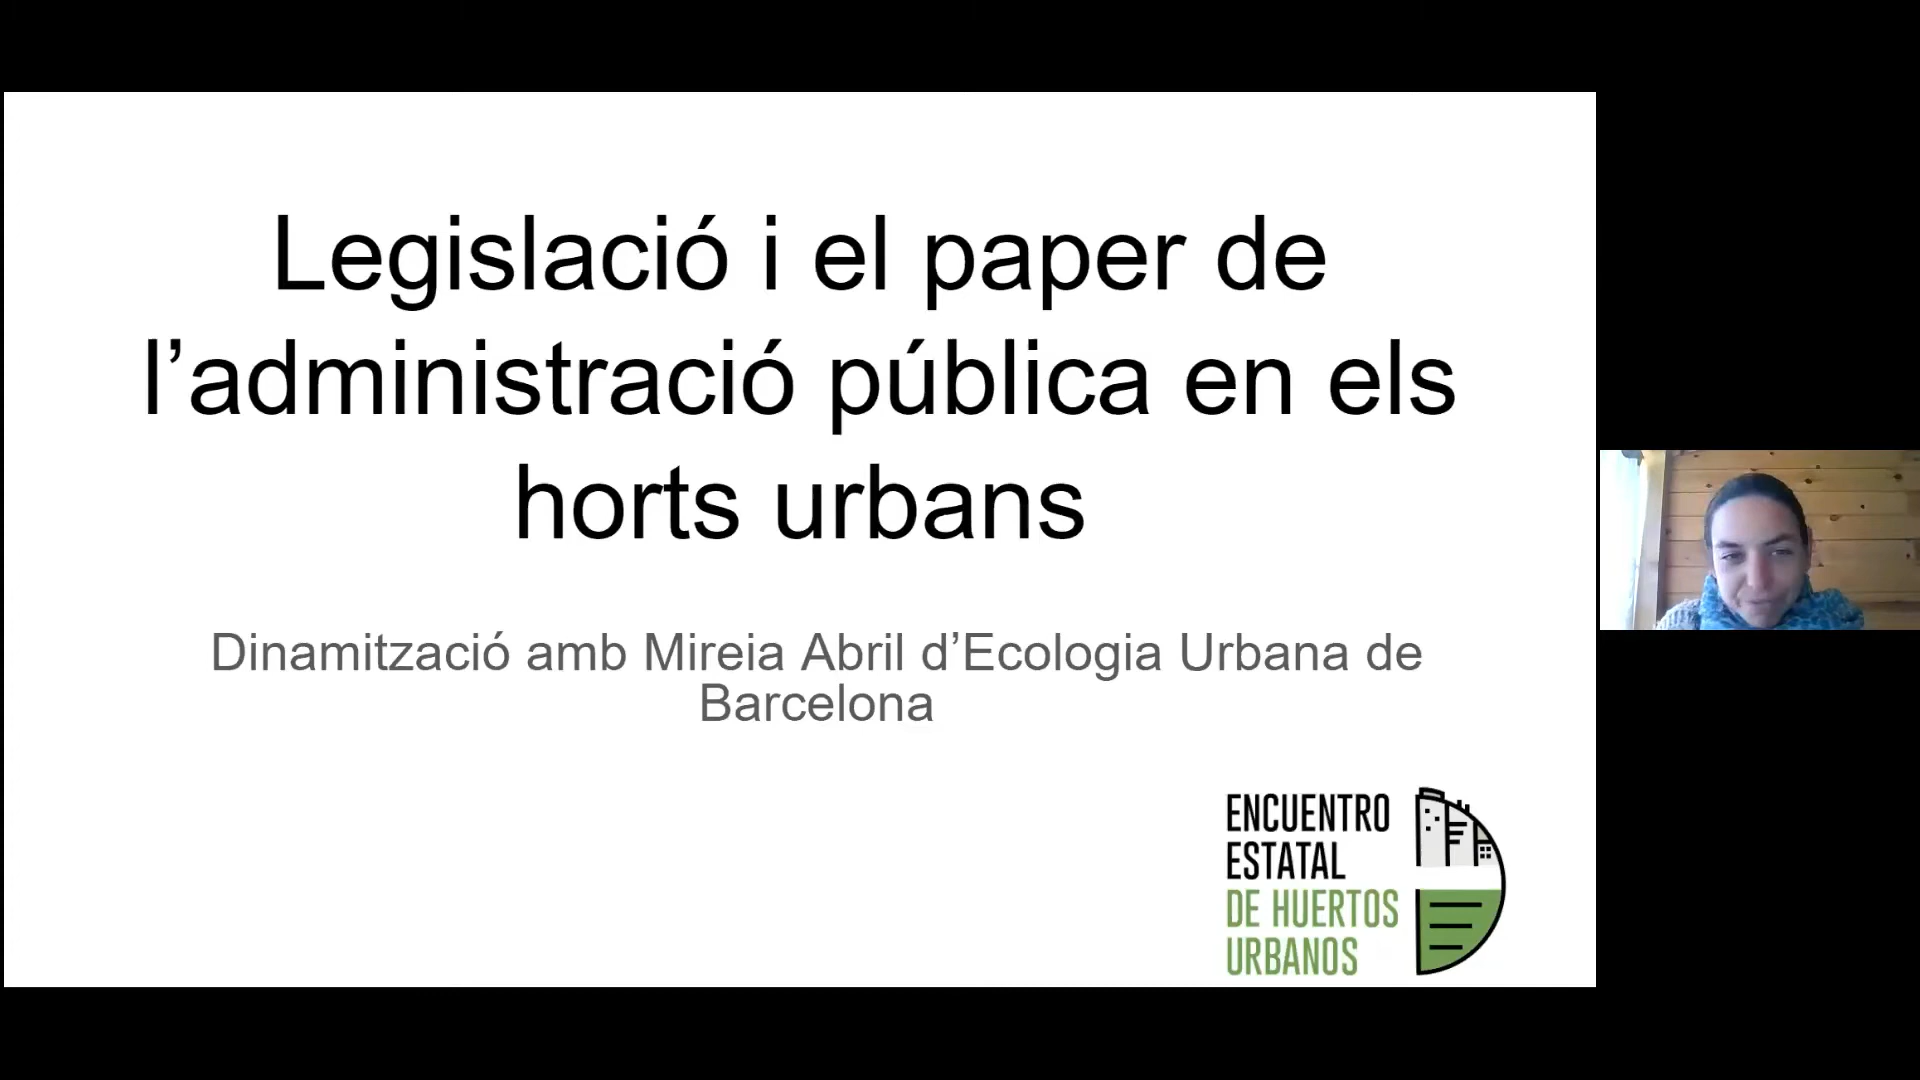 Legislació i el paper de
l’administració pública en els
horts urbans
Dinamització amb Mireia Abril d’Ecologia Urbana de
Barcelona
ENCUENTRO
ESTATAL
DE HUERTOS
URBANOS